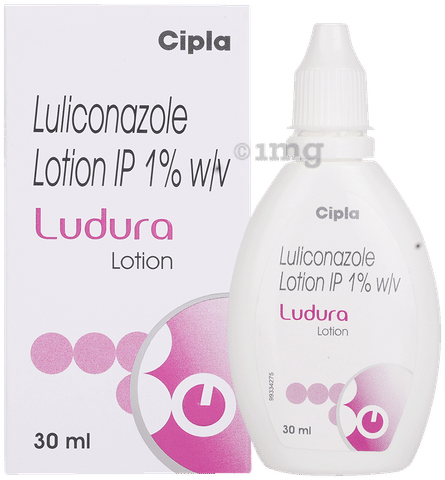 Cipla
Luliconazole
Lotion IP 1% w/v
Ludura
Lotion
30 ml
1mg
Cipla
Luliconazole
Lotion IP 1% w/v
Ludura
Lotion
99334275
30 ml